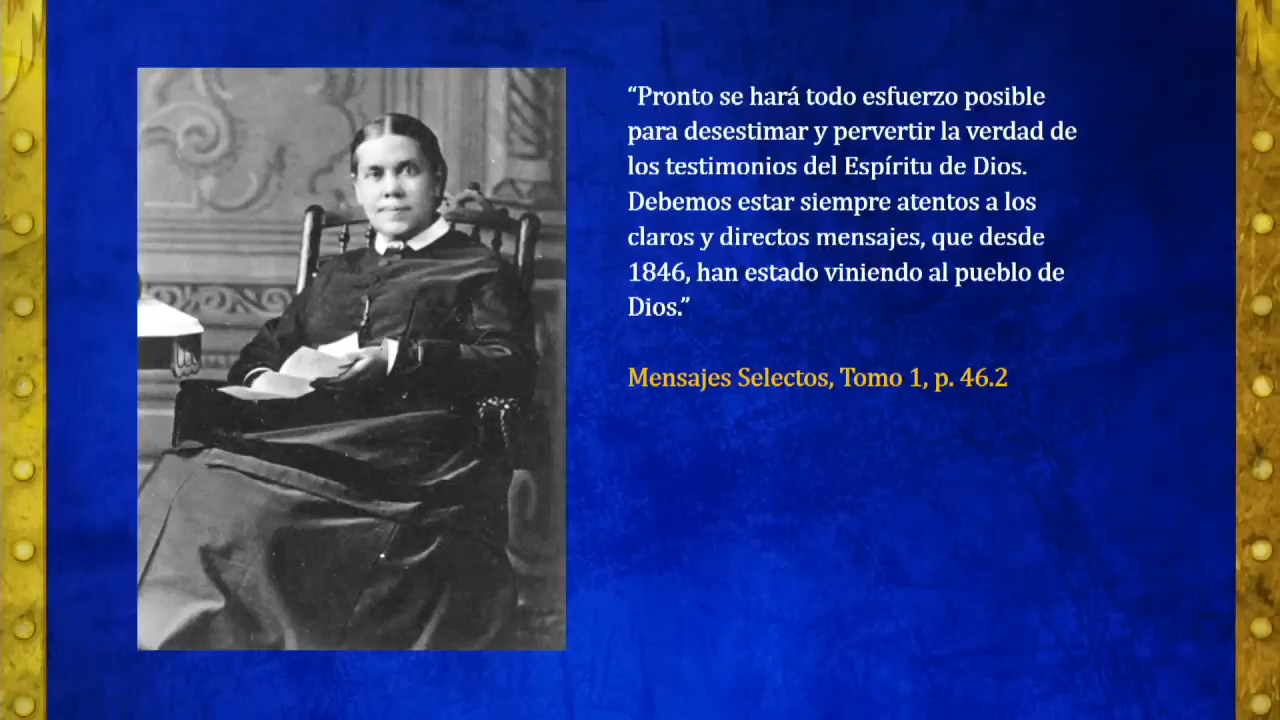 “Pronto se hará todo esfuerzo posible
para desestimar y pervertir la verdad de
los testimonios del Espíritu de Dios.
Debemos estar siempre atentos a los
claros y directos mensajes, que desde
1846, han estado viniendo al pueblo de
Dios.”
Mensajes Selectos, Tomo 1, p. 46.2